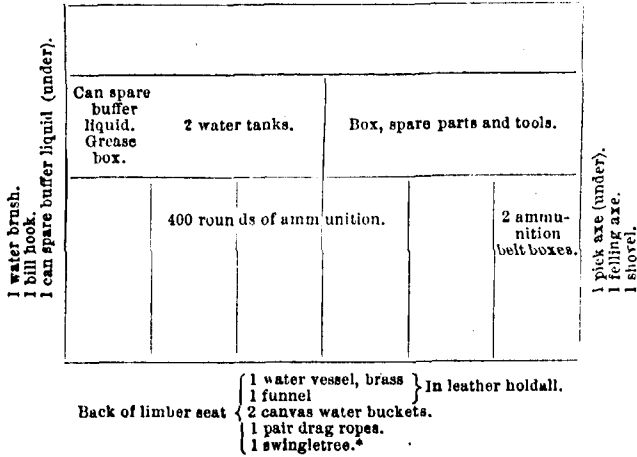 1 water brush.
1 bill hook.
1 can spare buffer liquid (under).
Can spare
buffer
liquid.
Grease
box.
2 water tanks.
Box, spare parts and tools.
400 rounds of ammunition.
2 ammu-
nition
belt boxes.
1 pick axe (under).
1 felling axe.
1 shovel.
Back of limber seat
1 water vessel, brass
1 funnel
In leather holdall.
2 canvas water buckets.
1 pair drag ropes.
1 swingletree.*